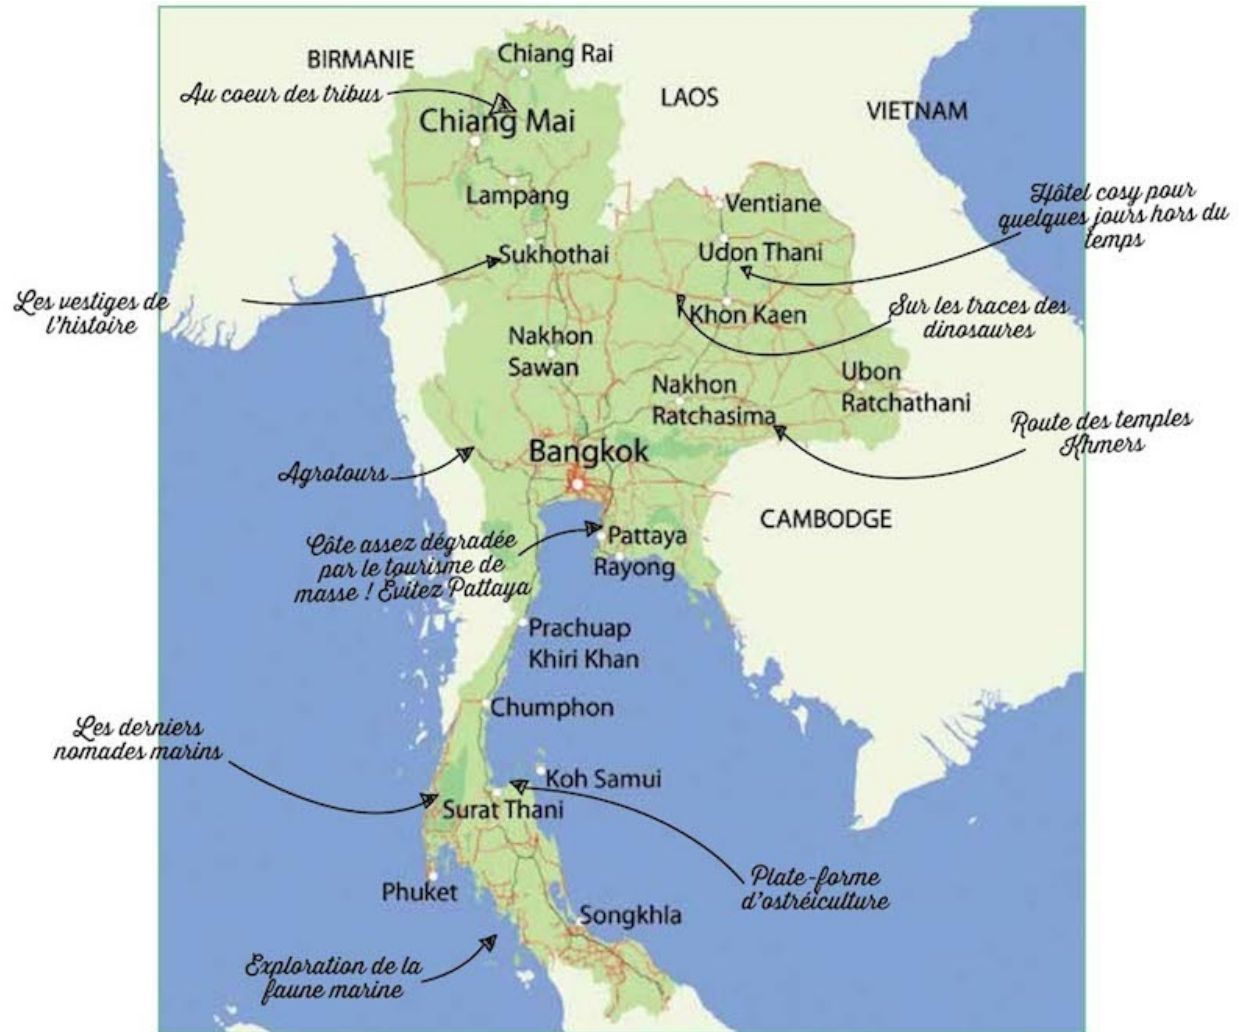 BIRMANIE
Chiang Rai
Au coeur des tribus
LAOS
VIETNAM
Chiang Mai
Lampang
Ventiane
Hôtel cosy pour
quelques jours hors du
temps
Sukhothai
Udon Thani
Les vestiges de
l'histoire
Khon Kaen
Sur les traces des
dinosaures
Nakhon
Sawan
Nakhon
Ratchasima
Ubon
Ratchathani
Route des temples
Khmers
Bangkok
Agrotours
CAMBODGE
Côte assez dégradée
par le tourisme de
masse ! Evitez Pattaya
Pattaya
Rayong
Prachuap
Khiri Khan
Chumphon
Les derniers
nomades marins
Koh Samui
Surat Thani
Phuket
Plate-forme
d'ostréiculture
Songkhla
Exploration de la
faune marine